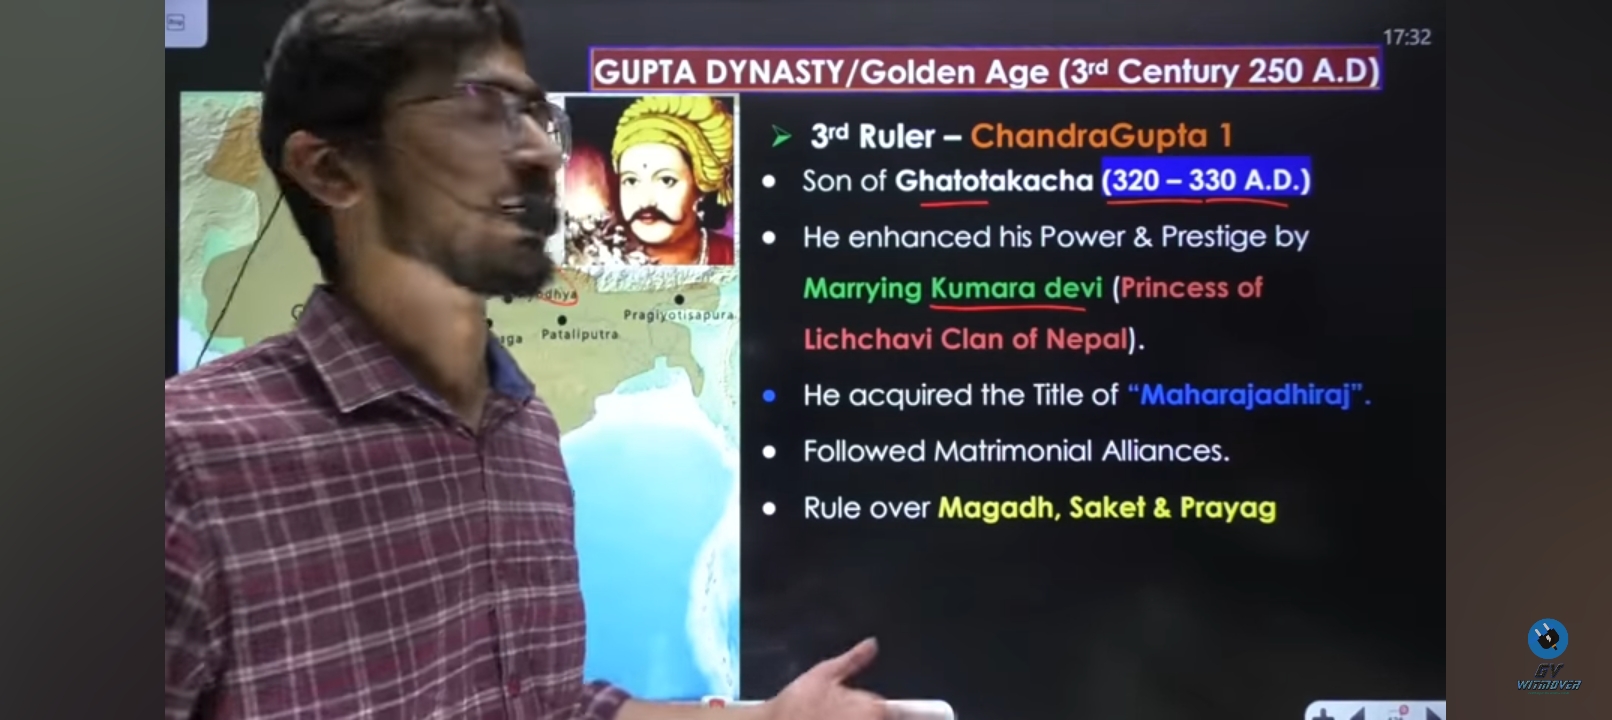 17:32
GUPTA DYNASTY/Golden Age (3rd Century 250 A.D)
➢ 3rd Ruler – ChandraGupta 1
• Son of Ghatotakacha (320 – 330 A.D.)
• He enhanced his Power & Prestige by
Marrying Kumara devi (Princess of
Lichchavi Clan of Nepal).
• He acquired the Title of “Maharajadhiraj”.
• Followed Matrimonial Alliances.
• Rule over Magadh, Saket & Prayag
Pragjyotisapura
Pataliputra
GV
WITMOVER